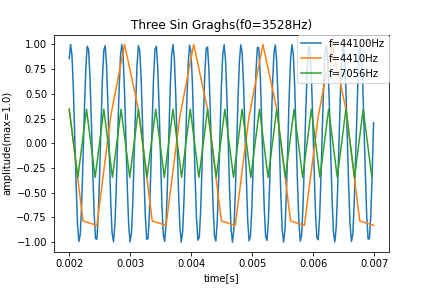 Three Sin Graghs(f0=3528Hz)
f=44100Hz
f=4410Hz
f=7056Hz
amplitude(max=1.0)
1.00
0.75
0.50
0.25
0.00
−0.25
−0.50
−0.75
−1.00
0.002 0.003 0.004 0.005 0.006 0.007
time[s]